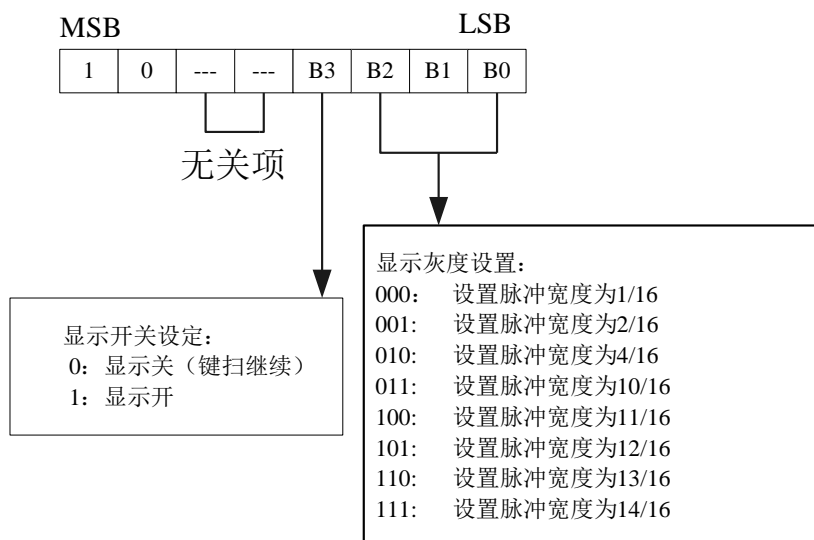 MSB LSB
1 0 --- --- B3 B2 B1 B0
无关项
显示灰度设置：
000： 设置脉冲宽度为1/16
001: 设置脉冲宽度为2/16
010: 设置脉冲宽度为4/16
011: 设置脉冲宽度为10/16
100: 设置脉冲宽度为11/16
101: 设置脉冲宽度为12/16
110: 设置脉冲宽度为13/16
111: 设置脉冲宽度为14/16
显示开关设定：
0：显示关（键扫继续）
1：显示开